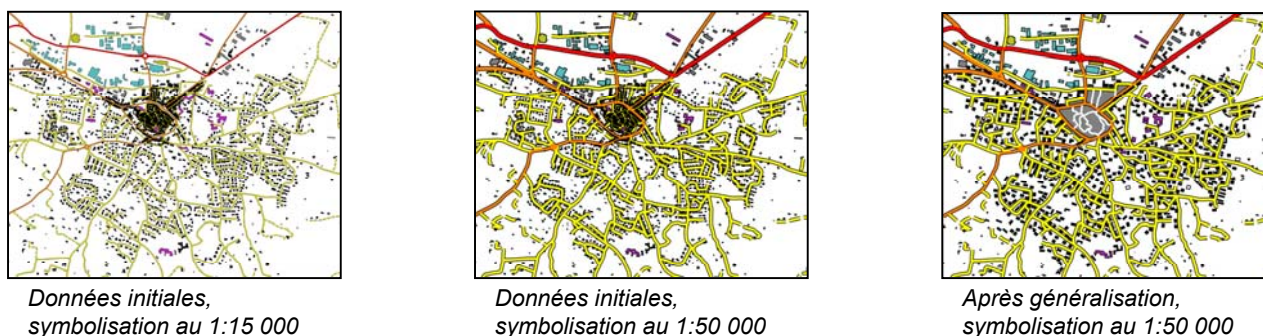 Données initiales,
symbolisation au 1:15 000
Données initiales,
symbolisation au 1:50 000
Après généralisation,
symbolisation au 1:50 000